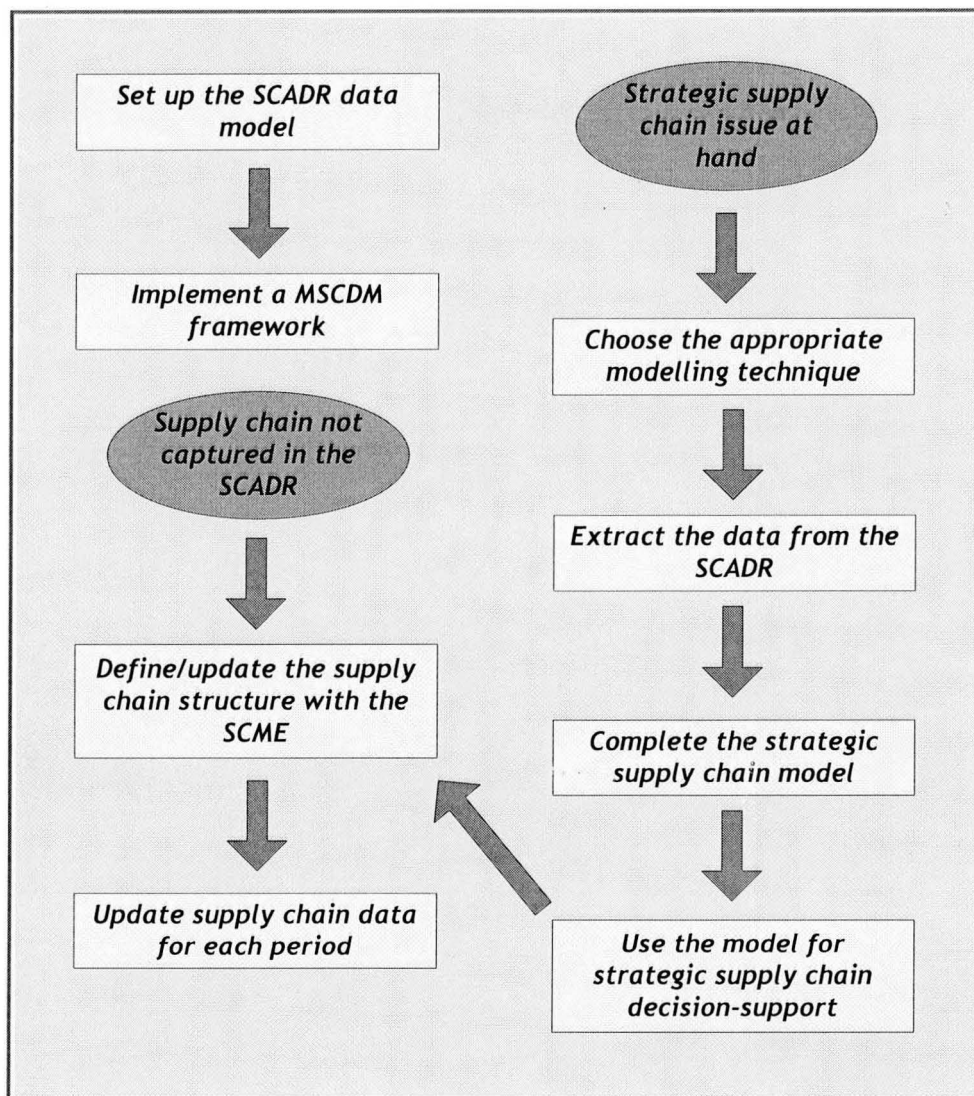 Set up the SCADR data
model
Implement a MSCDM
framework
Supply chain not
captured in the
SCADR
Define/update the supply
chain structure with the
SCME
Update supply chain data
for each period
Strategic supply
chain issue at
hand
Choose the appropriate
modelling technique
Extract the data from the
SCADR
Complete the strategic
supply chain model
Use the model for
strategic supply chain
decision-support